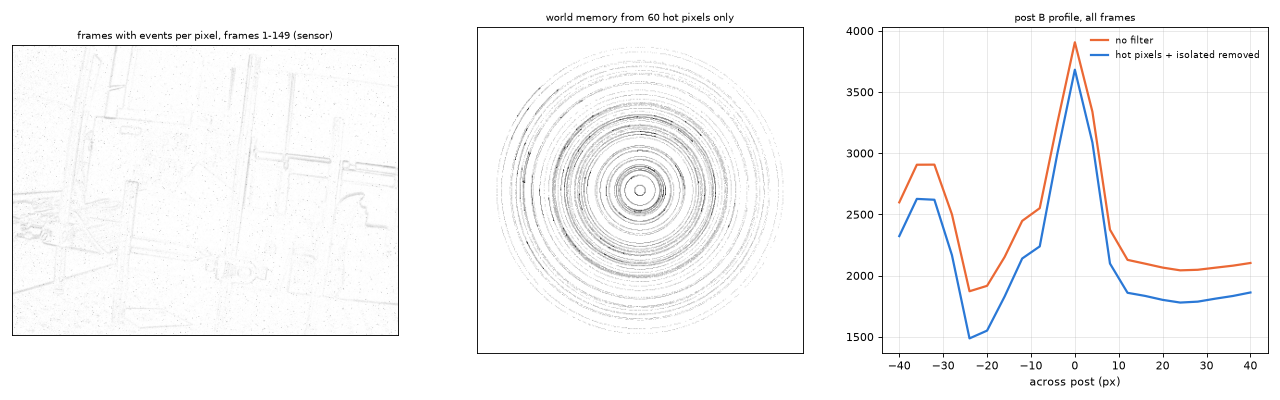 frames with events per pixel, frames 1-149 (sensor)
world memory from 60 hot pixels only
post B profile, all frames
no filter
hot pixels + isolated removed
4000
3500
3000
2500
2000
1500
−40 −30 −20 −10 0 10 20 30 40
across post (px)